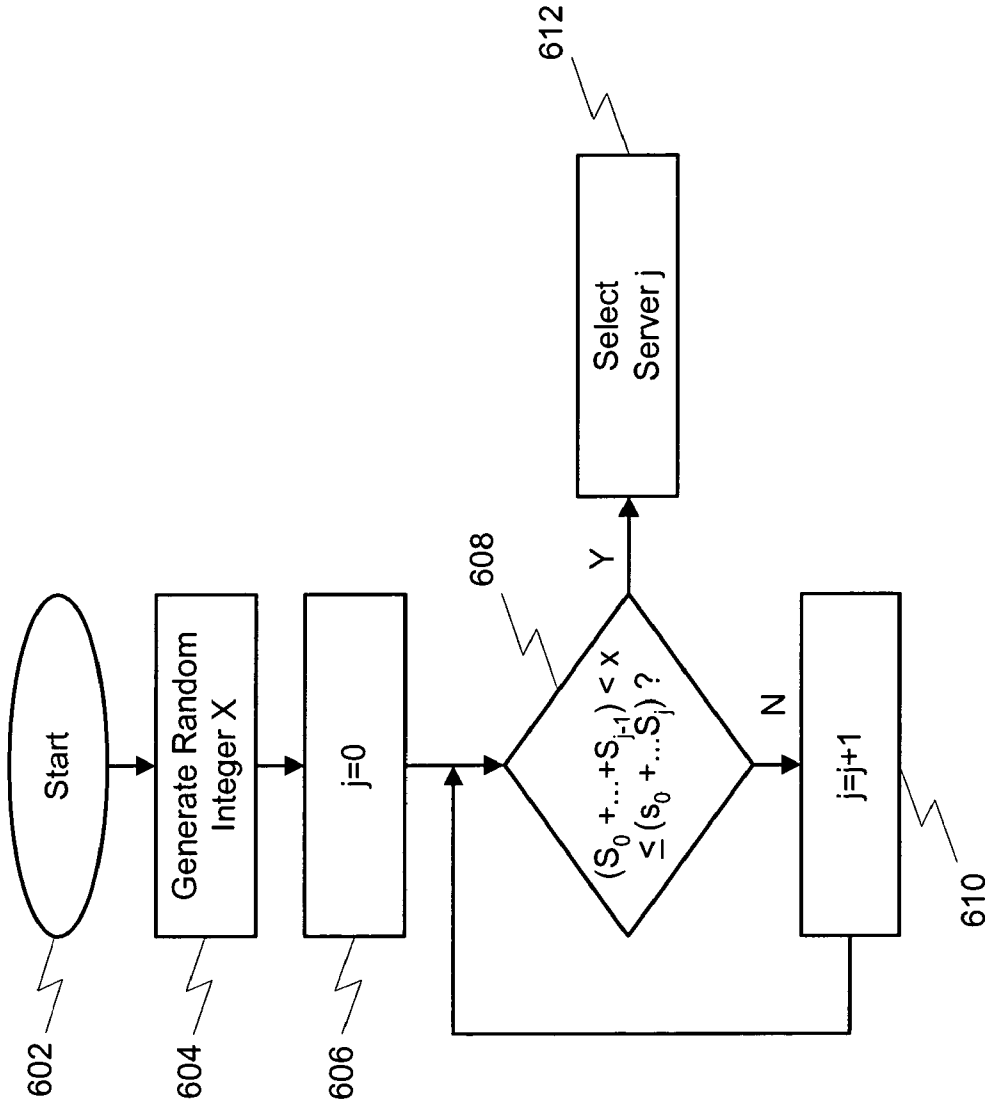 Start
602
Generate Random
Integer X
604
j=0
606
(S₀ +...+Sⱼ₋₁) < x
≤ (s₀ +...Sⱼ) ?
608
Y
Select
Server j
612
N
j=j+1
610